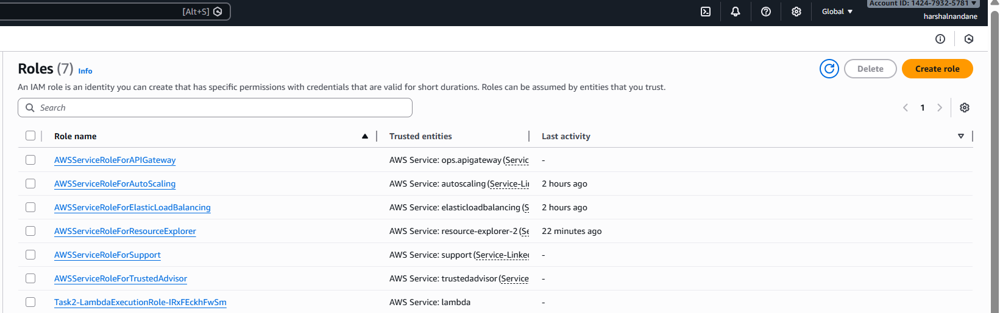 [Alt+S]
Global
Account ID: 1424-7932-5781
harshalnandane
Roles (7) Info
Delete
Create role
An IAM role is an identity you can create that has specific permissions with credentials that are valid for short durations. Roles can be assumed by entities that you trust.
Search
1
Role name Trusted entities Last activity
AWSServiceRoleForAPIGateway AWS Service: ops.apigateway (Servic -
AWSServiceRoleForAutoScaling AWS Service: autoscaling (Service-Li 2 hours ago
AWSServiceRoleForElasticLoadBalancing AWS Service: elasticloadbalancing (S 2 hours ago
AWSServiceRoleForResourceExplorer AWS Service: resource-explorer-2 (Se 22 minutes ago
AWSServiceRoleForSupport AWS Service: support (Service-Linke -
AWSServiceRoleForTrustedAdvisor AWS Service: trustedadvisor (Service -
Task2-LambdaExecutionRole-IRxFEckhFwSm AWS Service: lambda -